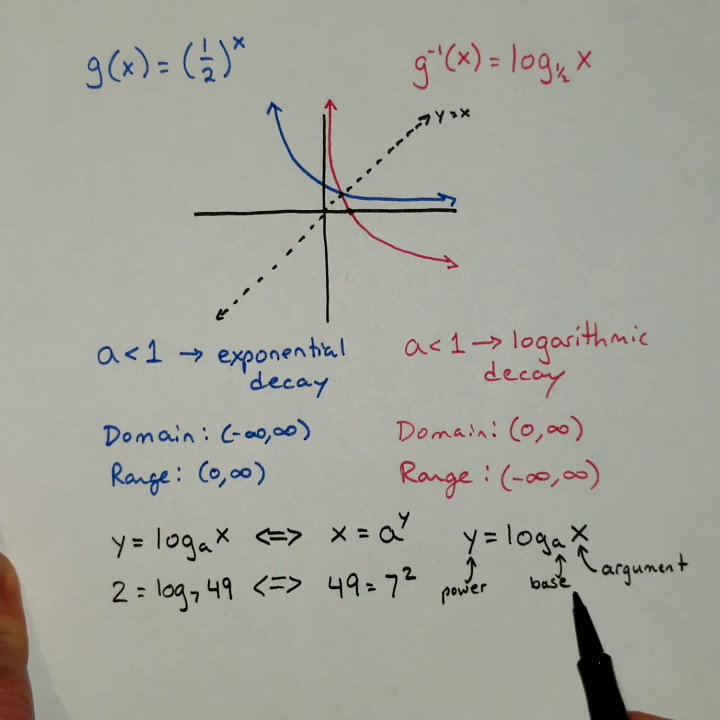 g(x) = (1/2)^x
g⁻¹(x) = log_½ x
y=x
a<1 → exponential decay
a<1 → logarithmic decay
Domain: (-∞,∞)
Range: (0,∞)
Domain: (0,∞)
Range: (-∞,∞)
y = logₐ x <=> x = a^y
2 = log₇ 49 <=> 49 = 7²
y = logₐ x
power
base
argument